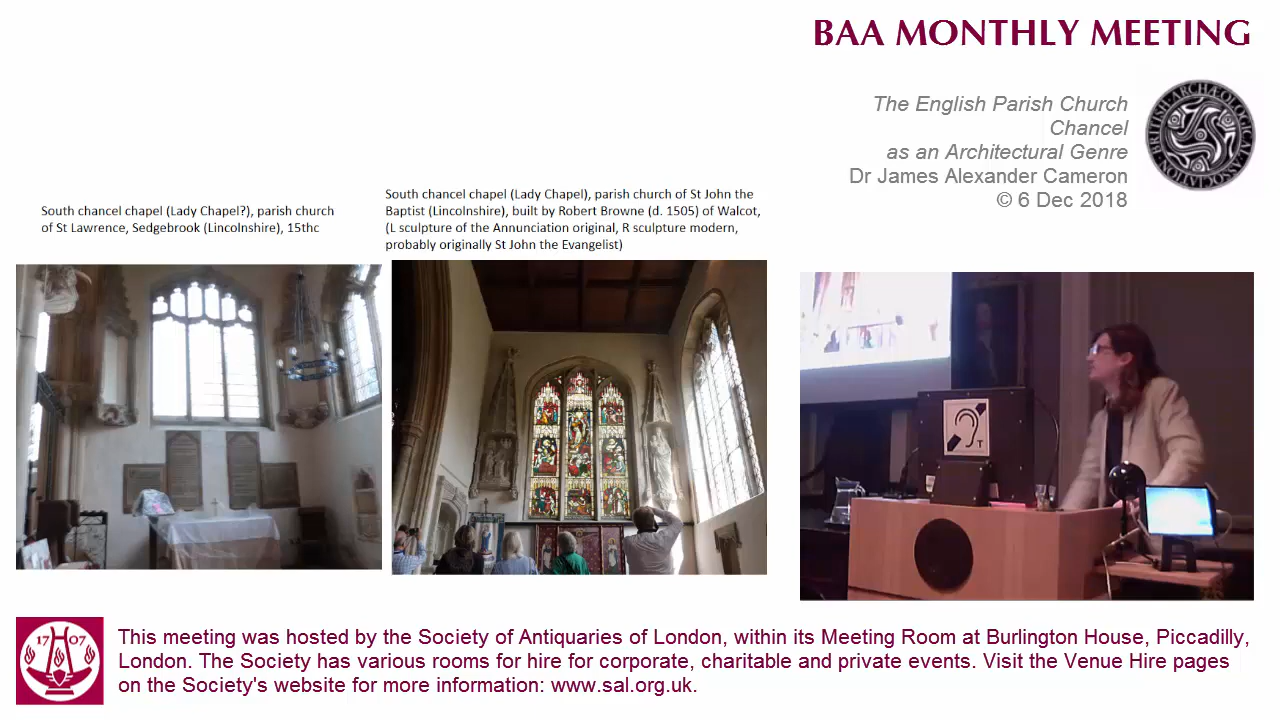 BAA MONTHLY MEETING
The English Parish Church
Chancel
as an Architectural Genre
Dr James Alexander Cameron
© 6 Dec 2018
BRITISH ARCHÆOLOGICAL ASSOCIATION
South chancel chapel (Lady Chapel?), parish church
of St Lawrence, Sedgebrook (Lincolnshire), 15thc
South chancel chapel (Lady Chapel), parish church of St John the
Baptist (Lincolnshire), built by Robert Browne (d. 1505) of Walcot,
(L sculpture of the Annunciation original, R sculpture modern,
probably originally St John the Evangelist)
T
17 07
This meeting was hosted by the Society of Antiquaries of London, within its Meeting Room at Burlington House, Piccadilly,
London. The Society has various rooms for hire for corporate, charitable and private events. Visit the Venue Hire pages
on the Society's website for more information: www.sal.org.uk.